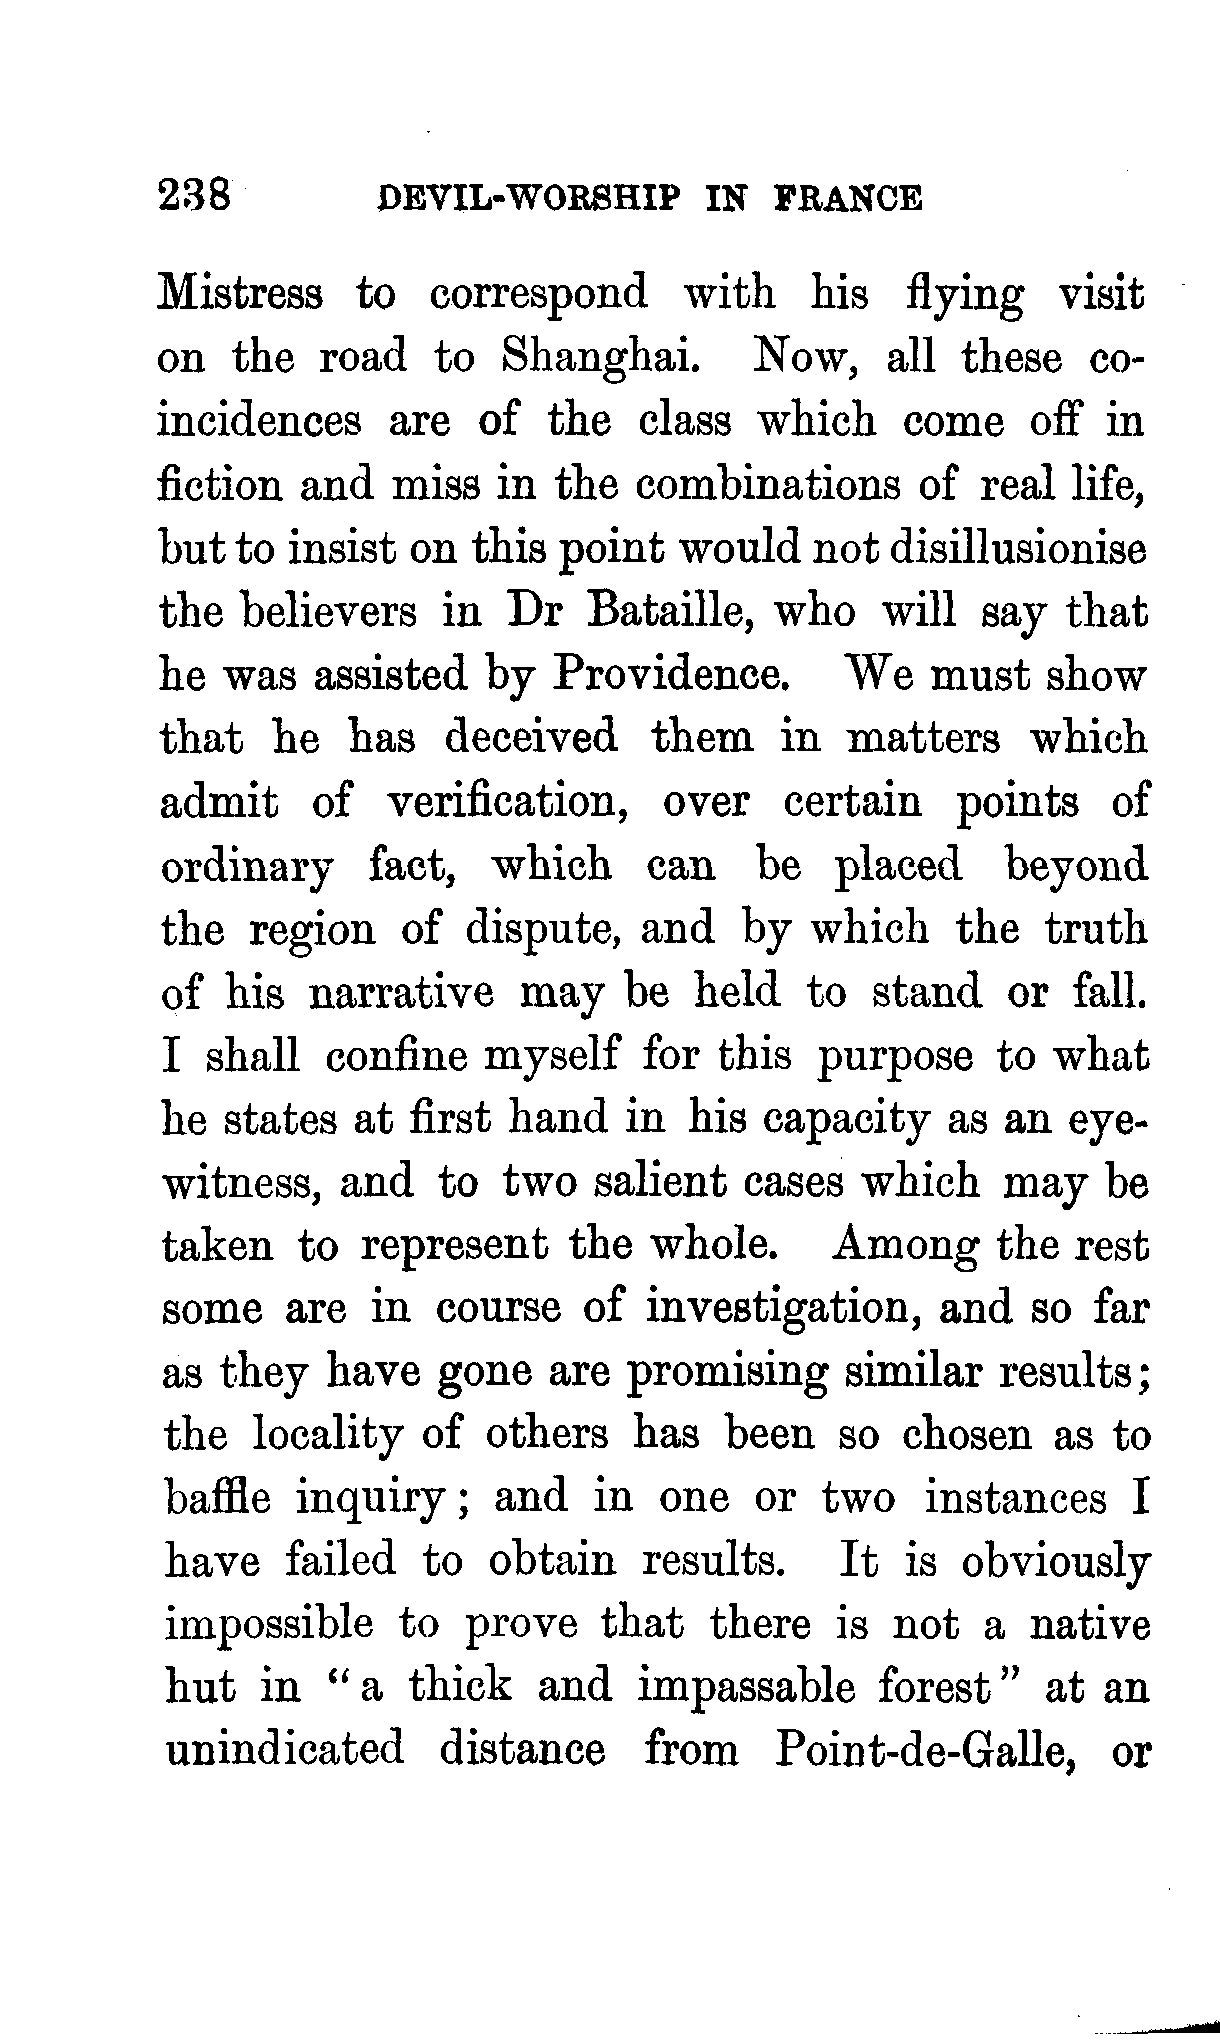 238 DEVIL-WORSHIP IN FRANCE
Mistress to correspond with his flying visit
on the road to Shanghai. Now, all these co-
incidences are of the class which come off in
fiction and miss in the combinations of real life,
but to insist on this point would not disillusionise
the believers in Dr Bataille, who will say that
he was assisted by Providence. We must show
that he has deceived them in matters which
admit of verification, over certain points of
ordinary fact, which can be placed beyond
the region of dispute, and by which the truth
of his narrative may be held to stand or fall.
I shall confine myself for this purpose to what
he states at first hand in his capacity as an eye-
witness, and to two salient cases which may be
taken to represent the whole. Among the rest
some are in course of investigation, and so far
as they have gone are promising similar results;
the locality of others has been so chosen as to
baffle inquiry; and in one or two instances I
have failed to obtain results. It is obviously
impossible to prove that there is not a native
hut in "a thick and impassable forest" at an
unindicated distance from Point-de-Galle, or